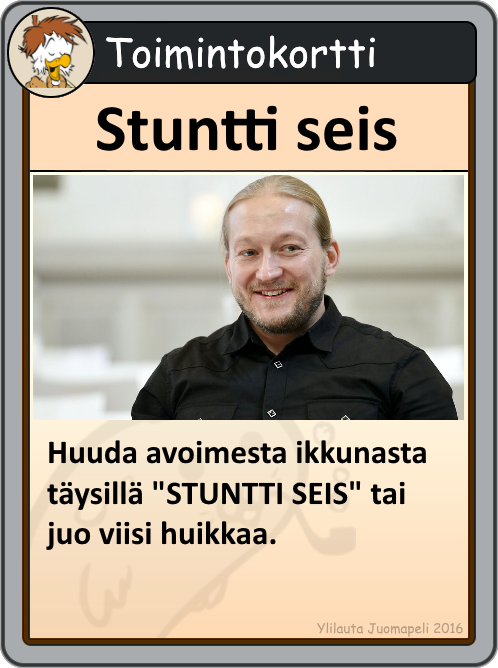 Toimintokortti
Stuntti seis
Huuda avoimesta ikkunasta
täysillä "STUNTTI SEIS" tai
juo viisi huikkaa.
Ylilauta Juomapeli 2016